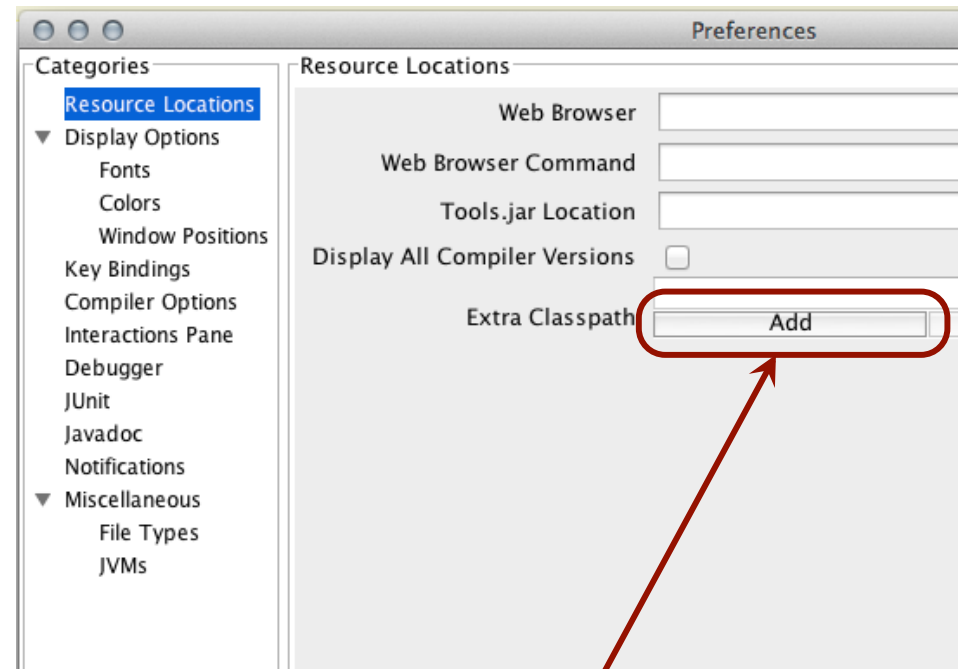 Preferences
Categories
Resource Locations
Display Options
Fonts
Colors
Window Positions
Key Bindings
Compiler Options
Interactions Pane
Debugger
JUnit
Javadoc
Notifications
Miscellaneous
File Types
JVMs
Resource Locations
Web Browser
Web Browser Command
Tools.jar Location
Display All Compiler Versions
Extra Classpath
Add